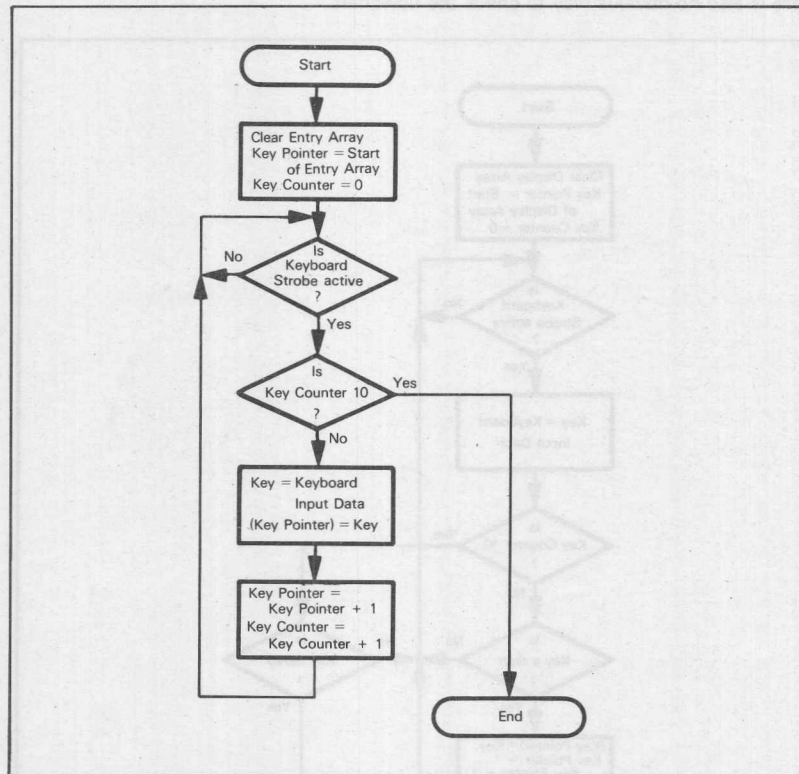 Start
Clear Entry Array
Key Pointer = Start
of Entry Array
Key Counter = 0
No
Is
Keyboard
Strobe active
?
Yes
Is
Key Counter 10
?
Yes
No
Key = Keyboard
Input Data
(Key Pointer) = Key
Key Pointer =
Key Pointer + 1
Key Counter =
Key Counter + 1
End